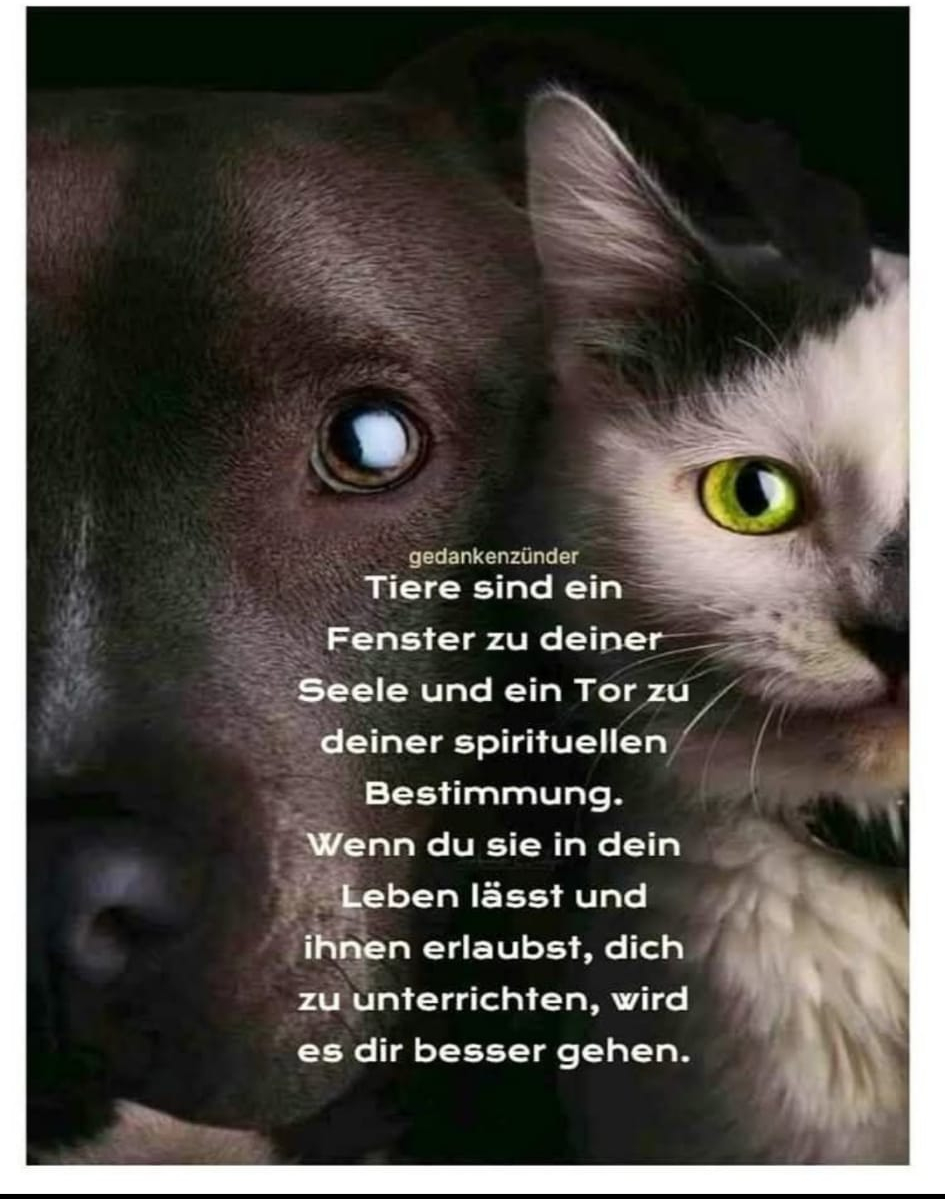 gedankenzünder
Tiere sind ein
Fenster zu deiner
Seele und ein Tor zu
deiner spirituellen
Bestimmung.
Wenn du sie in dein
Leben lässt und
ihnen erlaubst, dich
zu unterrichten, wird
es dir besser gehen.